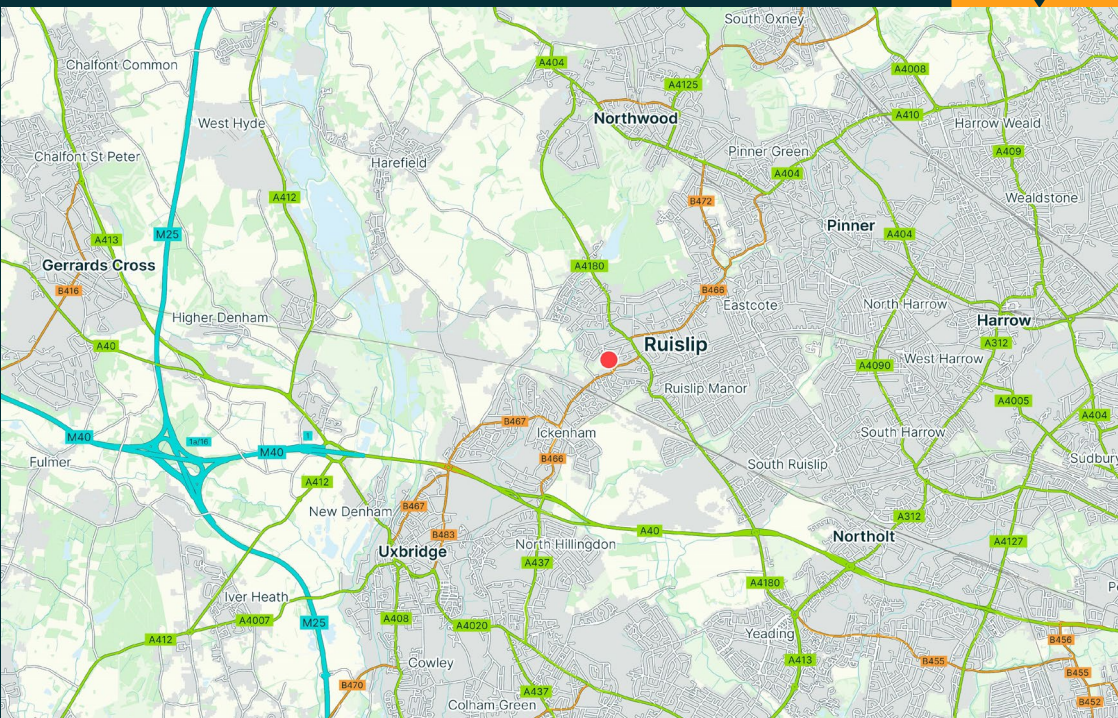 South Oxney
A404
A4008
Chalfont Common
A4125
A410
West Hyde
Northwood
Harrow Weald
Pinner Green
A409
Chalfont St Peter
Harefield
A404
A412
B472
Wealdstone
Pinner
M25
A404
A413
Gerrards Cross
A4180
B416
B466
Eastcote
North Harrow
Higher Denham
Harrow
A40
Ruislip
A312
West Harrow
A4090
Ruislip Manor
A4005
A404
B467
Ickenham
South Harrow
M40
1a/16
1
M40
Fulmer
B466
South Ruislip
Sudbury
A412
B467
New Denham
A312
B483
A40
Northolt
A4127
Uxbridge
North Hillingdon
A437
A4180
Iver Heath
A408
A4007
M25
A4020
Yeading
A412
B456
Cowley
A413
B455
B455
B470
A437
Colham Green
B452